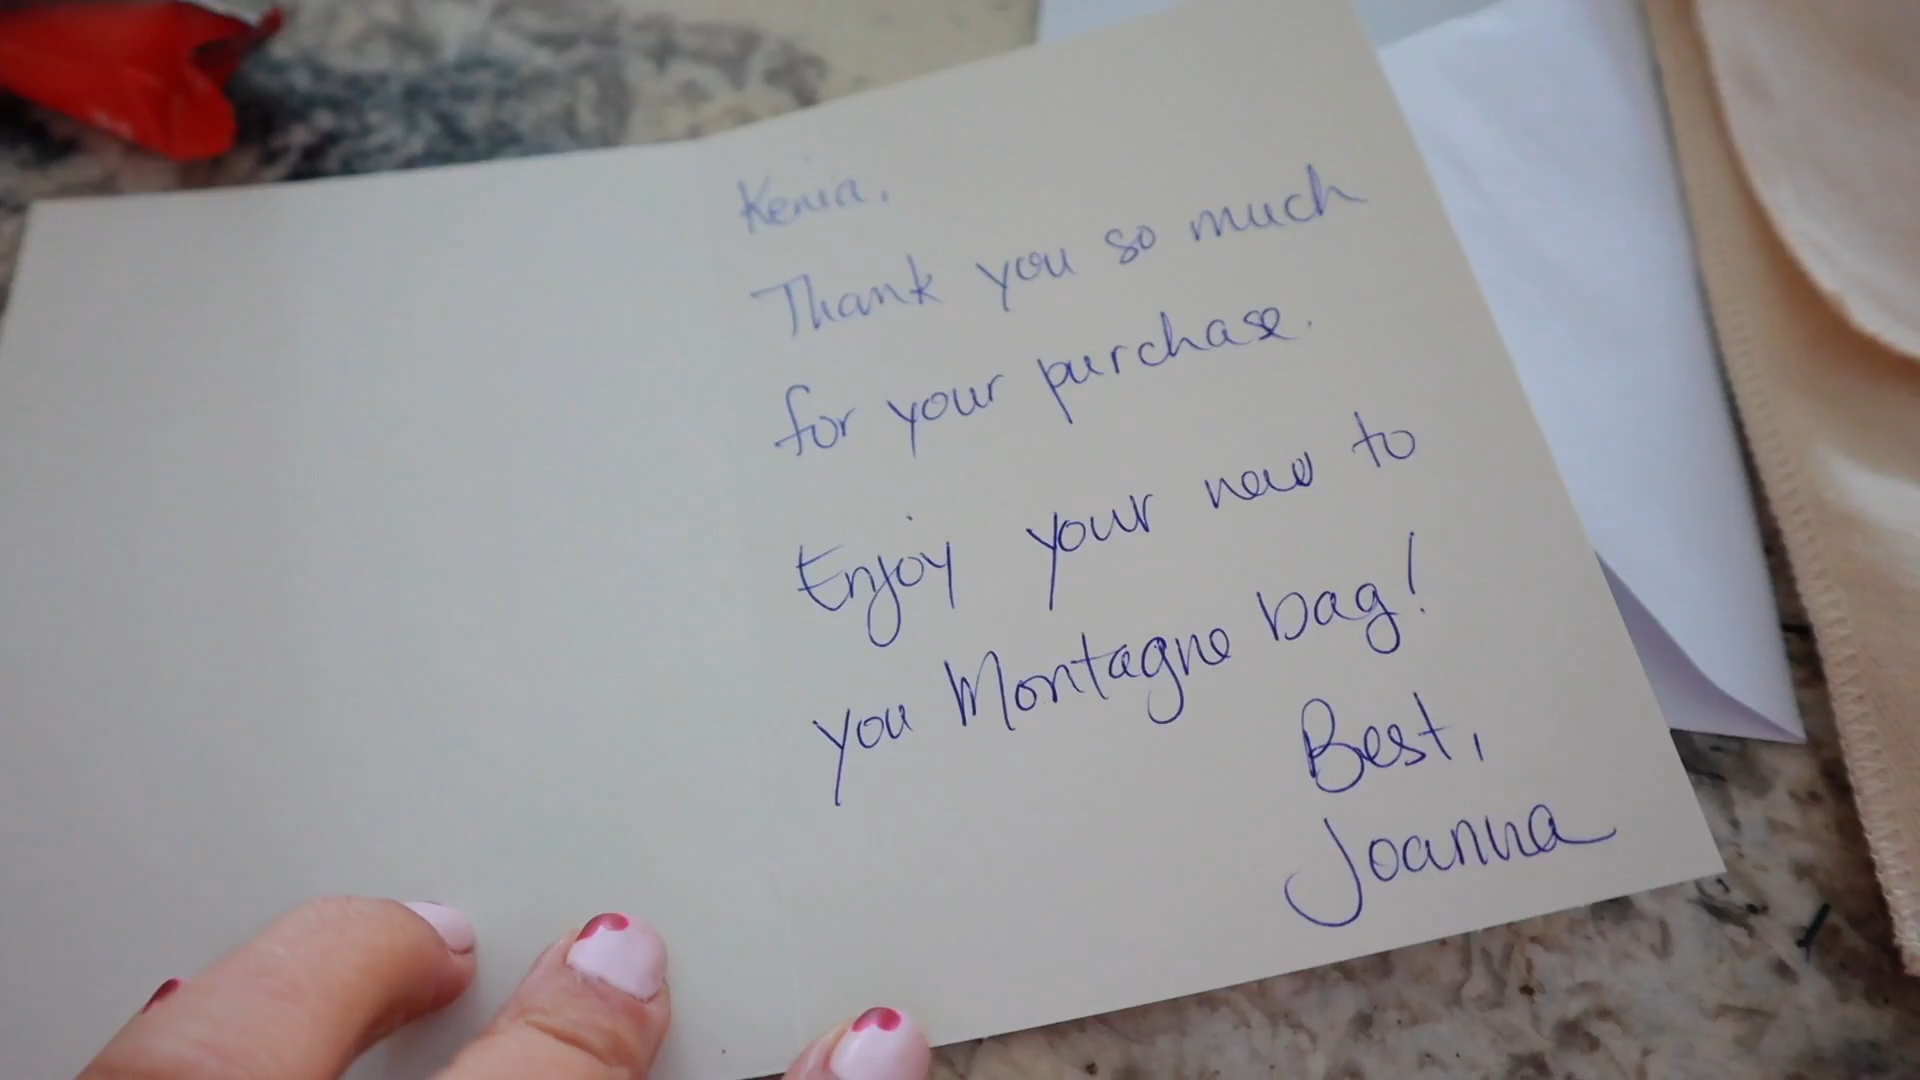 Kenia,
Thank you so much
for your purchase.
Enjoy your new to
you Montagne bag!
Best,
Joanna